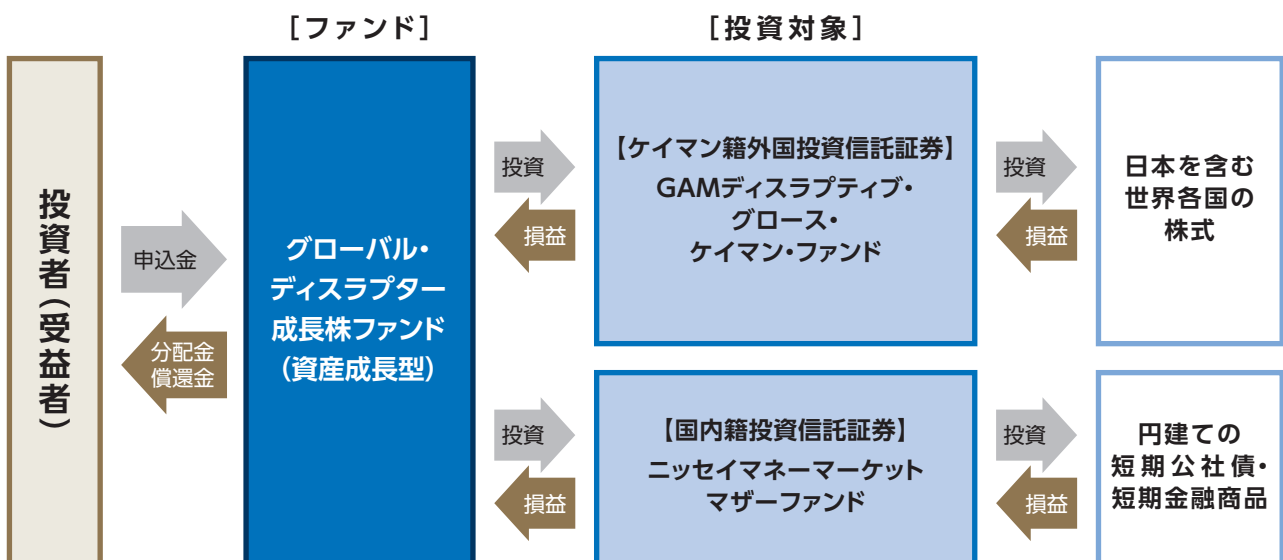 ［ファンド］
［投資対象］
投資者（受益者）
申込金
分配金
償還金
グローバル・
ディスラプター
成長株ファンド
（資産成長型）
投資
損益
【ケイマン籍外国投資信託証券】
GAMディスラプティブ・
グロース・
ケイマン・ファンド
投資
損益
日本を含む
世界各国の
株式
投資
損益
【国内籍投資信託証券】
ニッセイマネーマーケット
マザーファンド
投資
損益
円建ての
短期公社債・
短期金融商品